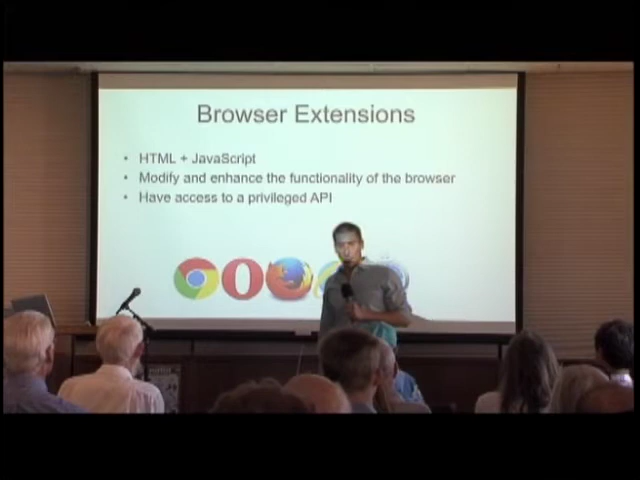 Browser Extensions
• HTML + JavaScript
• Modify and enhance the functionality of the browser
• Have access to a privileged API